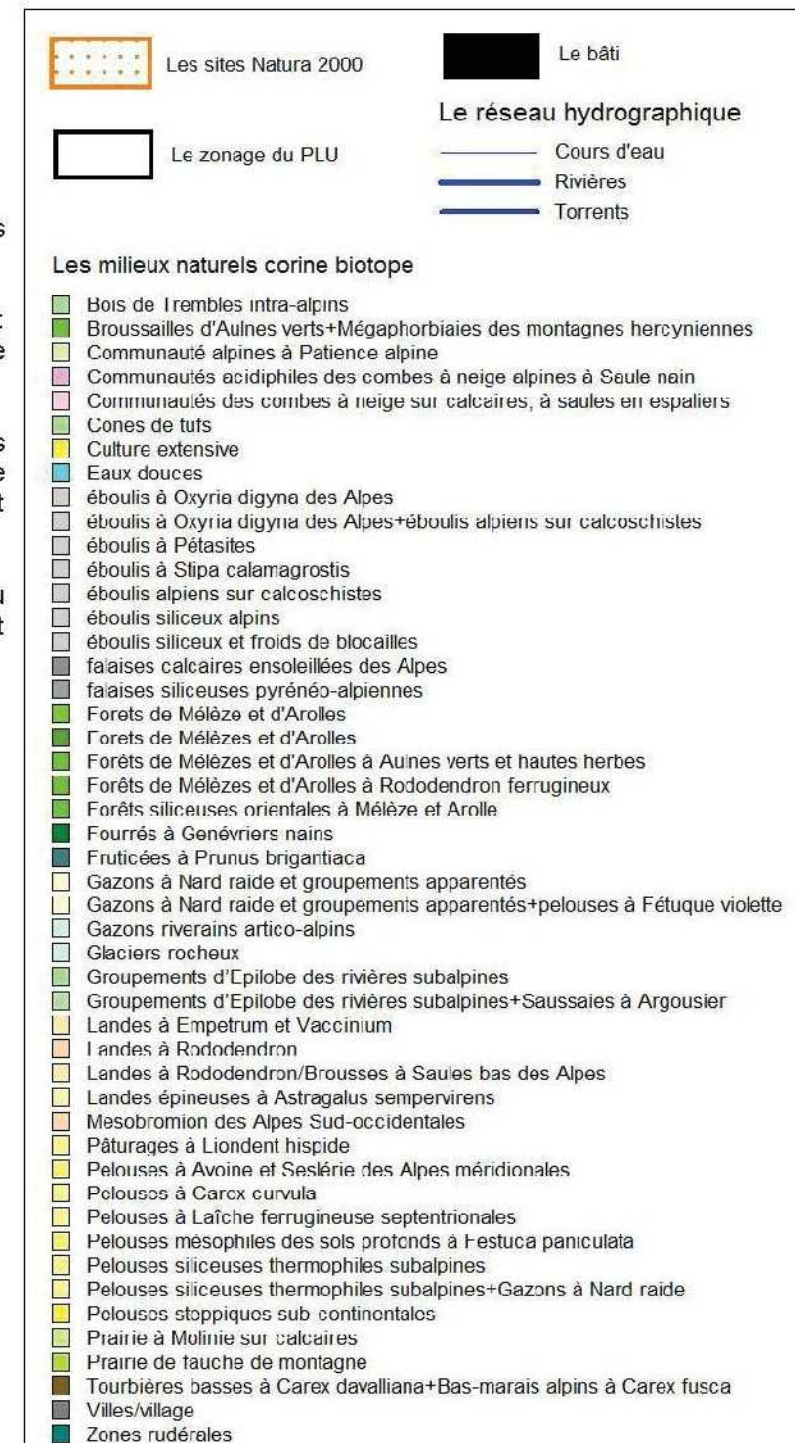 Les sites Natura 2000
Le bâti
Le réseau hydrographique
Le zonage du PLU
Cours d'eau
Rivières
Torrents
Les milieux naturels corine biotope
Bois de Trembles intra-alpins
Broussailles d'Aulnes verts+Mégaphorbiaies des montagnes hercyniennes
Communauté alpines à Patience alpine
Communautés acidiphiles des combes à neige alpines à Saule nain
Communautés des combes à neige sur calcaires, à saules en espaliers
Cones de tufs
Culture extensive
Eaux douces
éboulis à Oxyria digyna des Alpes
éboulis à Oxyria digyna des Alpes+éboulis alpiens sur calcoschistes
éboulis à Pétasites
éboulis à Stipa calamagrostis
éboulis alpiens sur calcoschistes
éboulis siliceux alpins
éboulis siliceux et froids de blocailles
falaises calcaires ensoleillées des Alpes
falaises siliceuses pyrénéo-alpiennes
Forets de Mélèze et d'Arolles
Forets de Mélèzes et d'Arolles
Forêts de Mélèzes et d'Arolles à Aulnes verts et hautes herbes
Forêts de Mélèzes et d'Arolles à Rododendron ferrugineux
Forêts siliceuses orientales à Mélèze et Arolle
Fourrés à Genévriers nains
Fruticées à Prunus brigantiaca
Gazons à Nard raide et groupements apparentés
Gazons à Nard raide et groupements apparentés+pelouses à Fétuque violette
Gazons riverains artico-alpins
Glaciers rocheux
Groupements d'Epilobe des rivières subalpines
Groupements d'Epilobe des rivières subalpines+Saussaies à Argousier
Landes à Empetrum et Vaccinium
Landes à Rododendron
Landes à Rododendron/Brousses à Saules bas des Alpes
Landes épineuses à Astragalus sempervirens
Mesobromion des Alpes Sud-occidentales
Pâturages à Liondent hispide
Pelouses à Avoine et Seslérie des Alpes méridionales
Pelouses à Carex curvula
Pelouses à Laîche ferrugineuse septentrionales
Pelouses mésophiles des sols profonds à Festuca paniculata
Pelouses siliceuses thermophiles subalpines
Pelouses siliceuses thermophiles subalpines+Gazons à Nard raide
Pelouses steppiques sub continentales
Prairie à Molinie sur calcaires
Prairie de fauche de montagne
Tourbières basses à Carex davalliana+Bas-marais alpins à Carex fusca
Villes/village
Zones rudérales